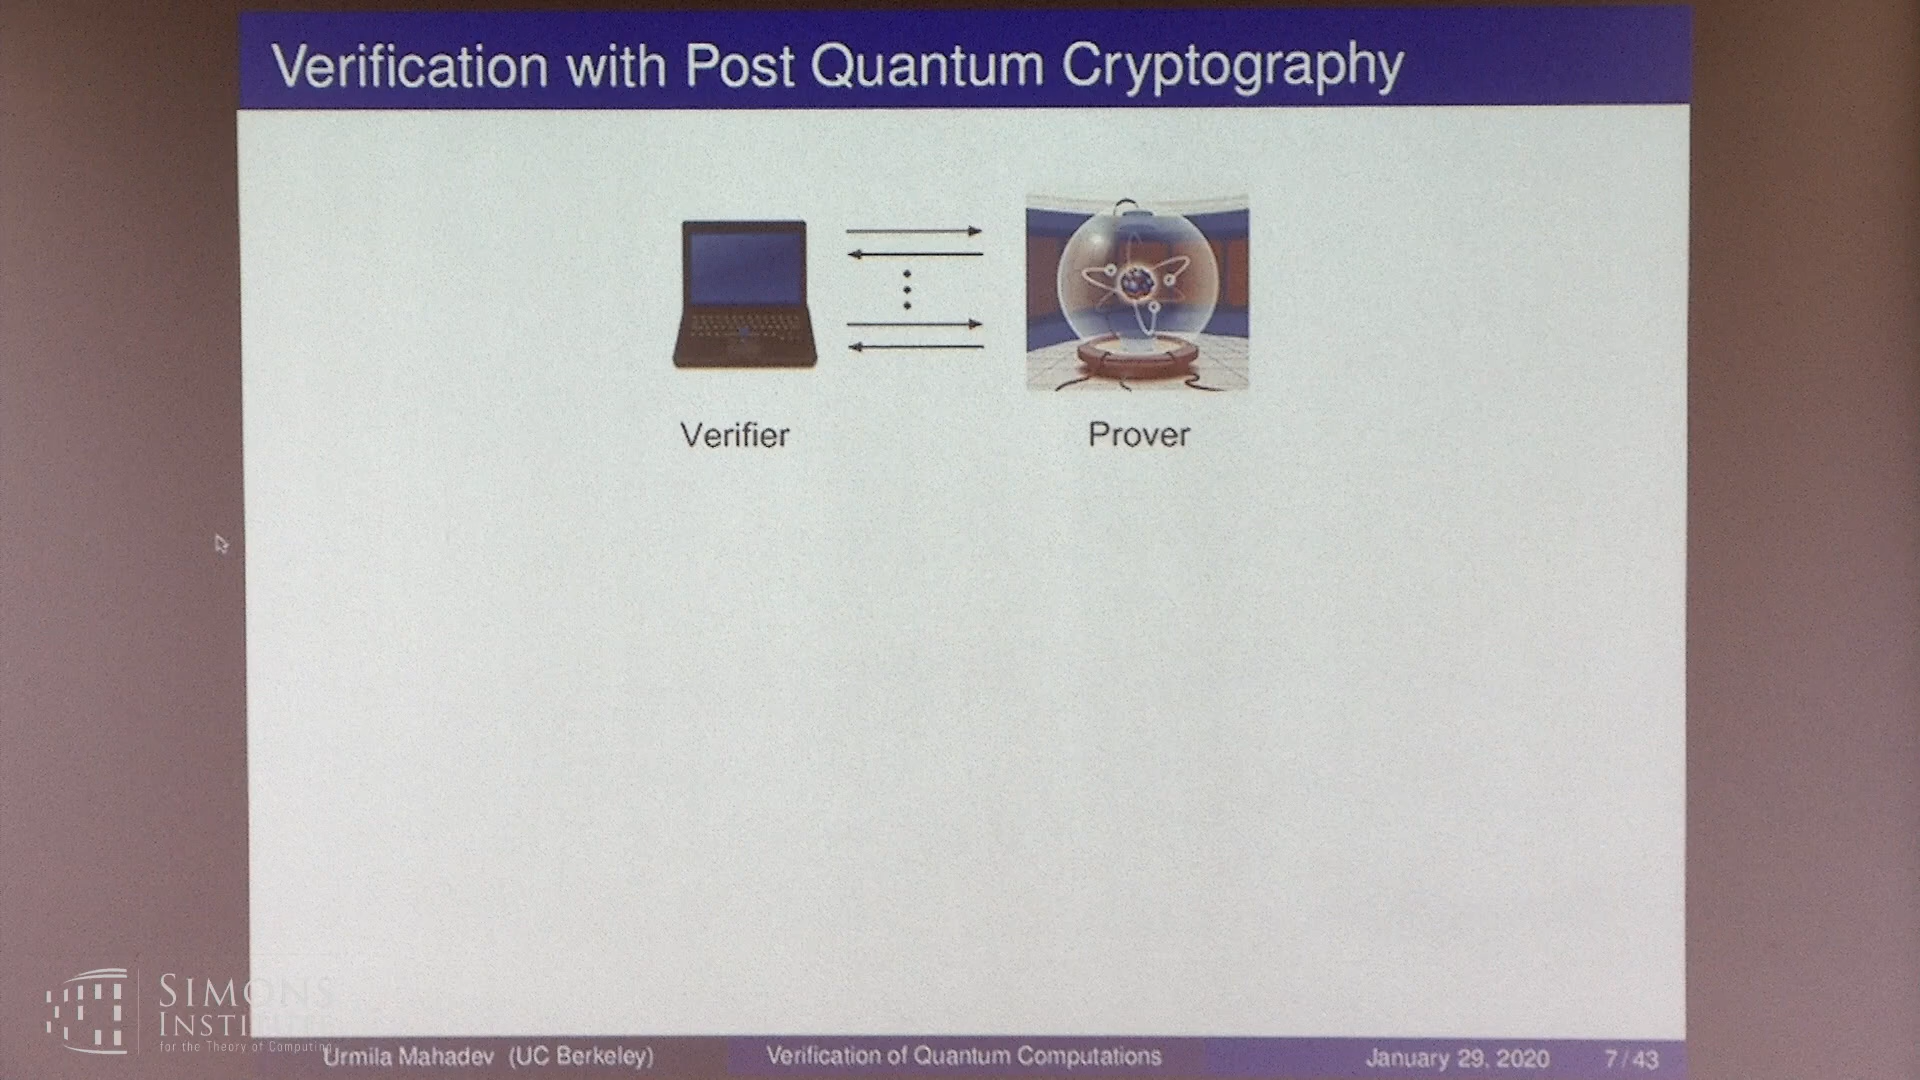 Verification with Post Quantum Cryptography
Verifier
Prover
SIMONS
INSTITUTE
for the Theory of Computing
Urmila Mahadev (UC Berkeley)
Verification of Quantum Computations
January 29, 2020
7 / 43